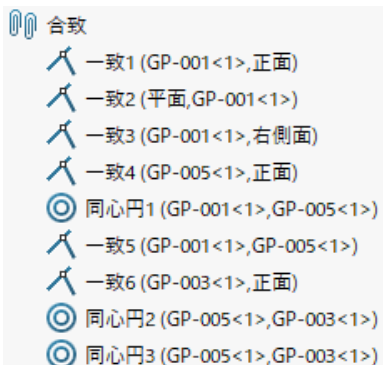 合致
一致1 (GP-001<1>,正面)
一致2 (平面,GP-001<1>)
一致3 (GP-001<1>,右側面)
一致4 (GP-005<1>,正面)
同心円1 (GP-001<1>,GP-005<1>)
一致5 (GP-001<1>,GP-005<1>)
一致6 (GP-003<1>,正面)
同心円2 (GP-005<1>,GP-003<1>)
同心円3 (GP-005<1>,GP-003<1>)